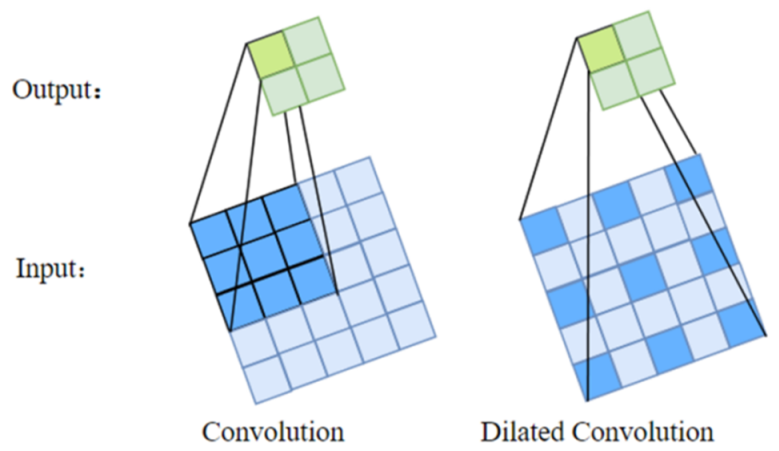 Output:
Input:
Convolution
Dilated Convolution